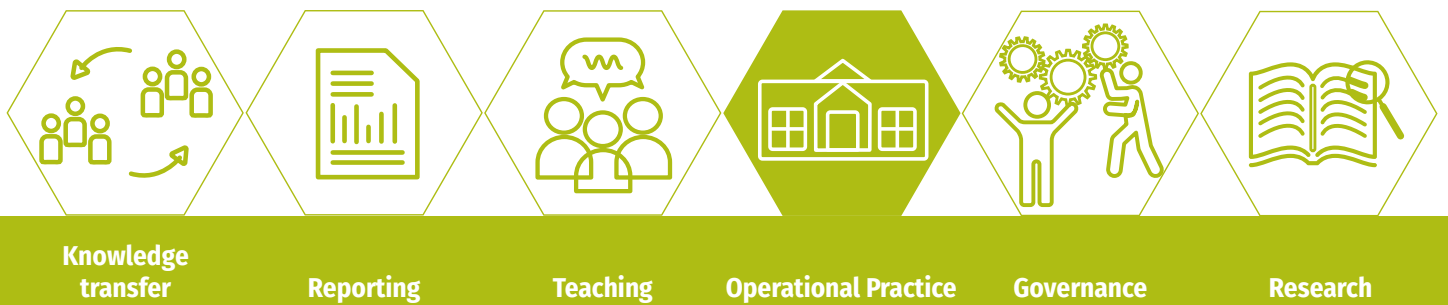 Knowledge
transfer
Reporting
Teaching
Operational Practice
Governance
Research